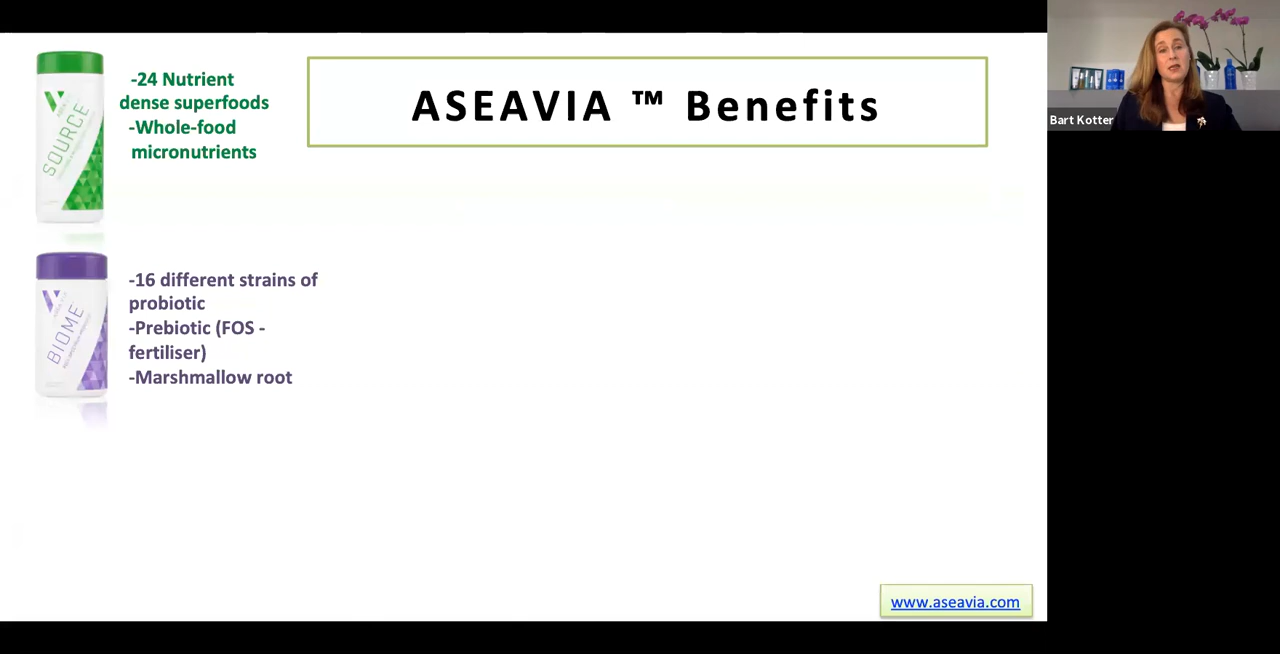 ASEAVIA ™ Benefits
-24 Nutrient
dense superfoods
-Whole-food
micronutrients
SOURCE
-16 different strains of
probiotic
-Prebiotic (FOS -
fertiliser)
-Marshmallow root
BIOME
www.aseavia.com
Bart Kotter